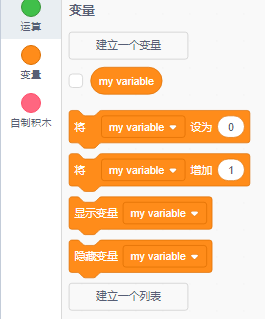 运算
变量
自制积木
变量
建立一个变量
my variable
将 my variable 设为 0
将 my variable 增加 1
显示变量 my variable
隐藏变量 my variable
建立一个列表